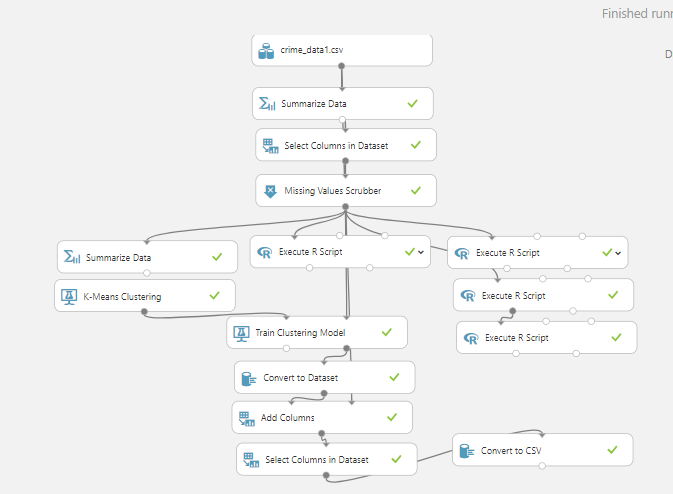 Finished runn
D
crime_data1.csv
Summarize Data
Select Columns in Dataset
Missing Values Scrubber
Summarize Data
Execute R Script
Execute R Script
K-Means Clustering
Execute R Script
Train Clustering Model
Execute R Script
Convert to Dataset
Add Columns
Select Columns in Dataset
Convert to CSV